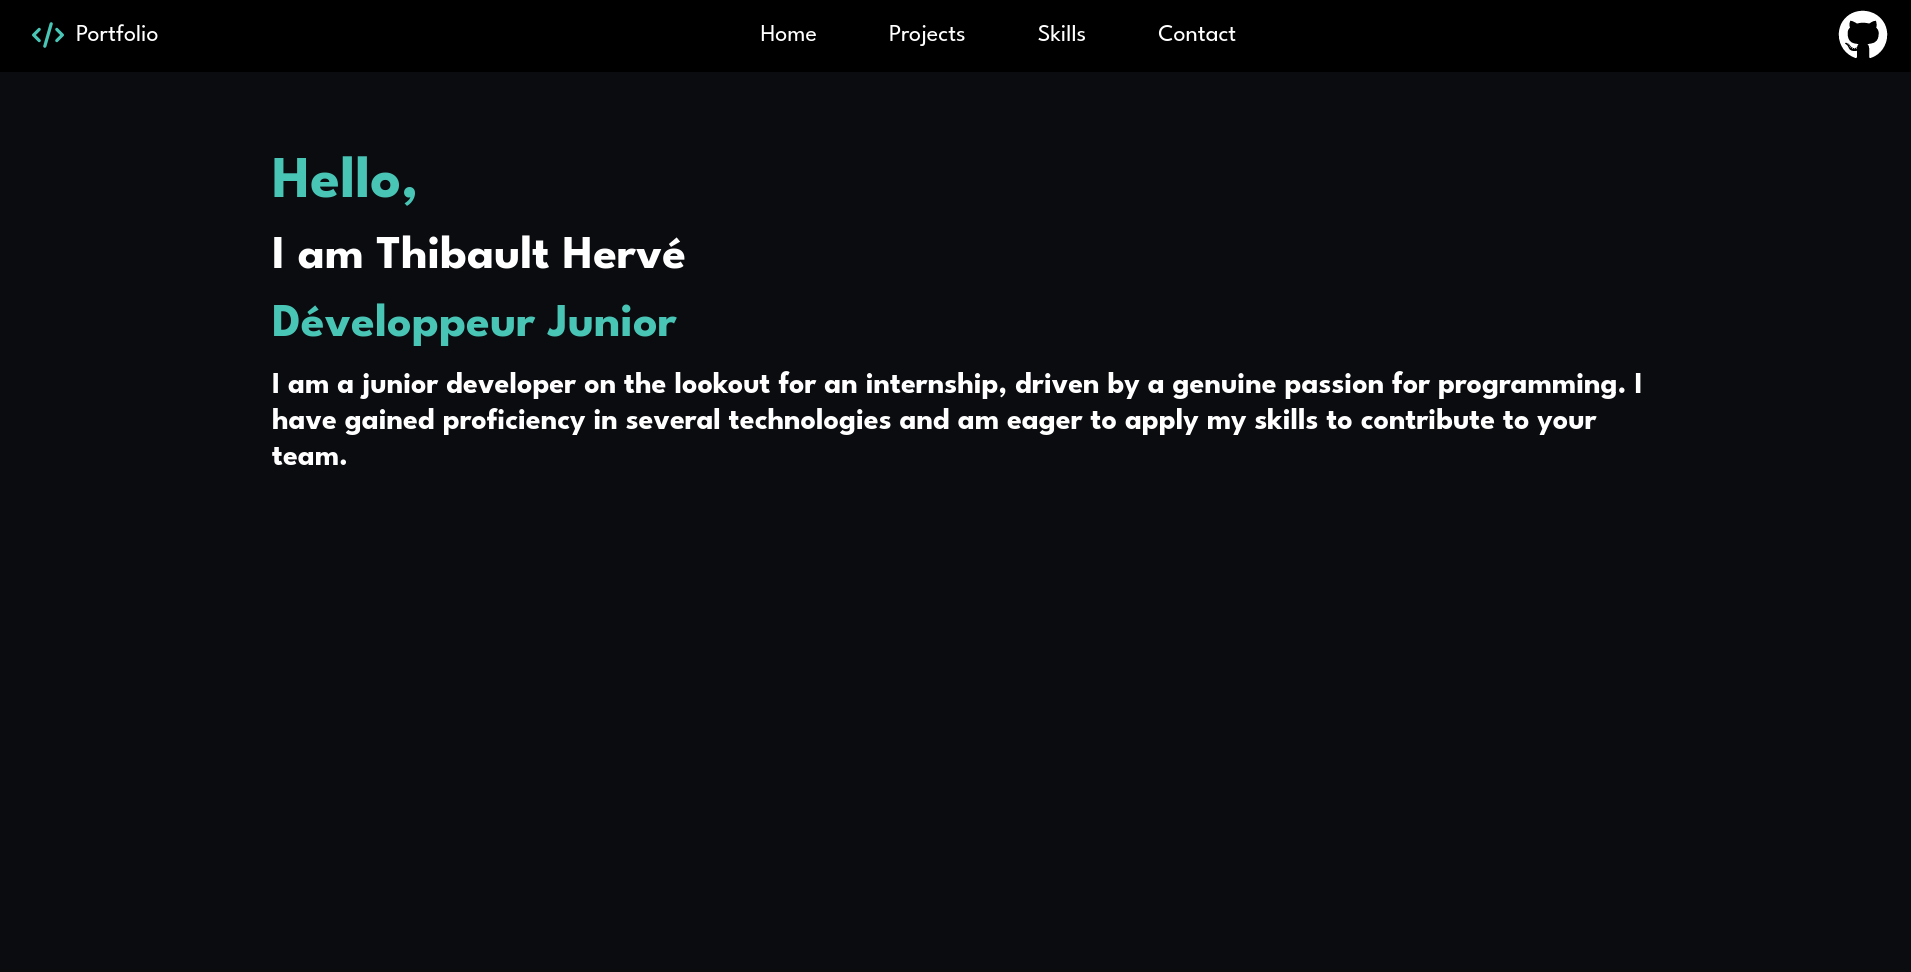 Portfolio
Home
Projects
Skills
Contact
Hello,
I am Thibault Hervé
Développeur Junior
I am a junior developer on the lookout for an internship, driven by a genuine passion for programming. I
have gained proficiency in several technologies and am eager to apply my skills to contribute to your
team.